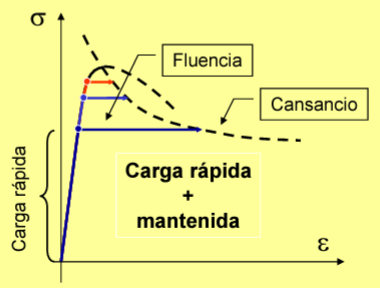 σ
Fluencia
Cansancio
Carga rápida
Carga rápida
+
mantenida
ε